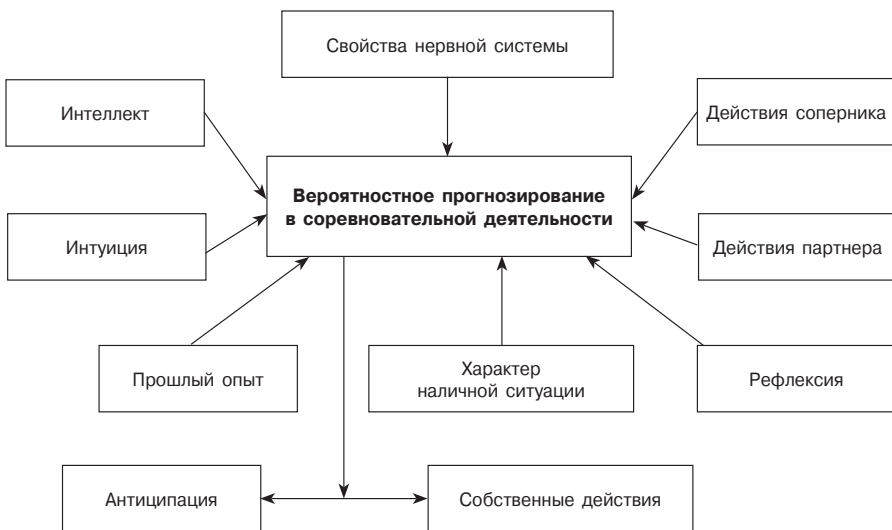 Свойства нервной системы
Интеллект
Действия соперника
Вероятностное прогнозирование
в соревновательной деятельности
Интуиция
Действия партнера
Прошлый опыт
Характер
наличной ситуации
Рефлексия
Антиципация
Собственные действия